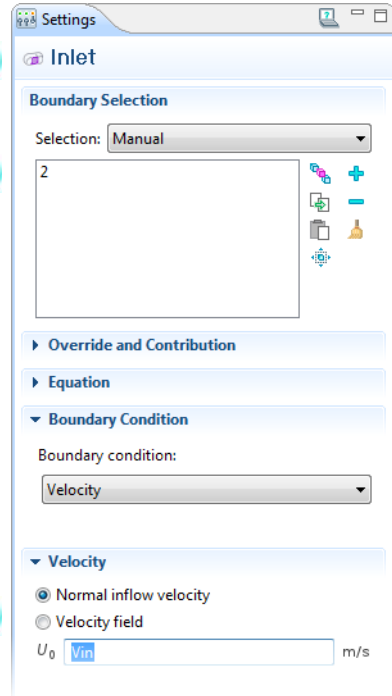 Settings
Inlet
Boundary Selection
Selection: Manual
2
Override and Contribution
Equation
Boundary Condition
Boundary condition:
Velocity
Velocity
Normal inflow velocity
Velocity field
U₀ Vin m/s